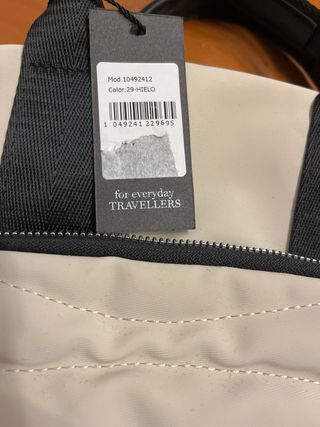 Mod.10492412
Color:29-HIELO
1 049241 229695
for everyday
TRAVELLERS